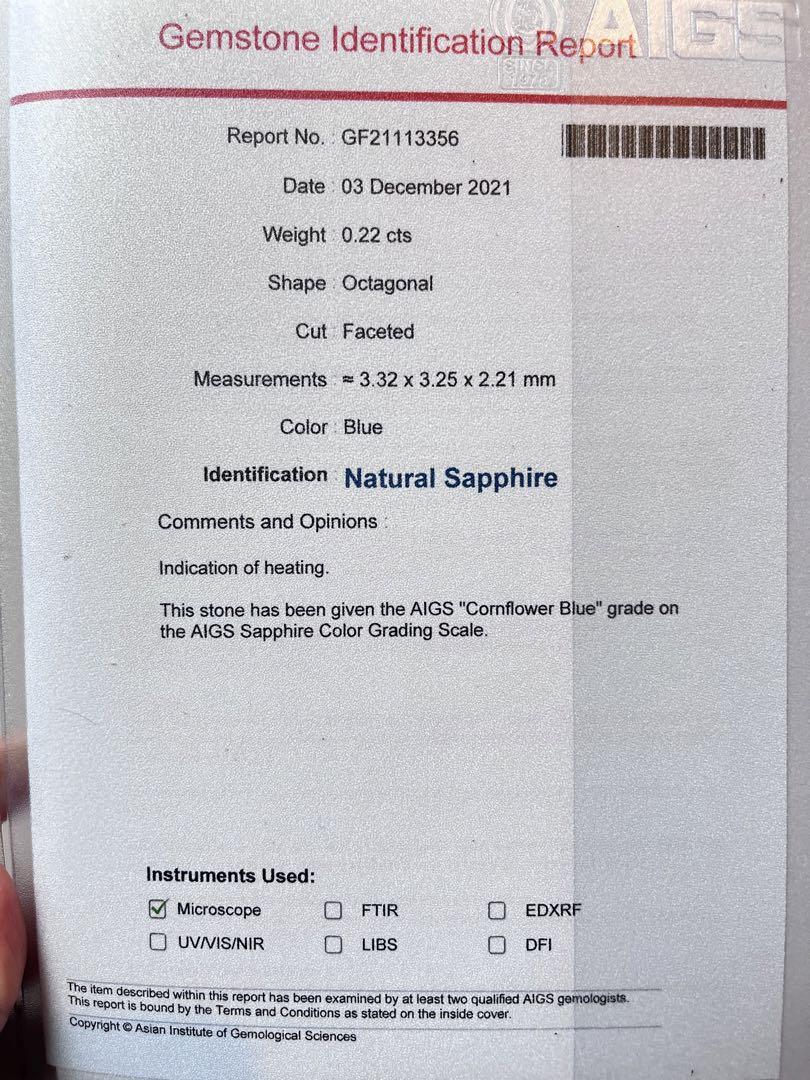 AIGS
SINCE
1978
Gemstone Identification Report
Report No. : GF21113356
Date : 03 December 2021
Weight 0.22 cts
Shape : Octagonal
Cut Faceted
Measurements ≈ 3.32 x 3.25 x 2.21 mm
Color : Blue
Identification Natural Sapphire
Comments and Opinions :
Indication of heating.
This stone has been given the AIGS "Cornflower Blue" grade on
the AIGS Sapphire Color Grading Scale.
Instruments Used:
Microscope FTIR EDXRF
UV/VIS/NIR LIBS DFI
The item described within this report has been examined by at least two qualified AIGS gemologists.
This report is bound by the Terms and Conditions as stated on the inside cover.
Copyright © Asian Institute of Gemological Sciences